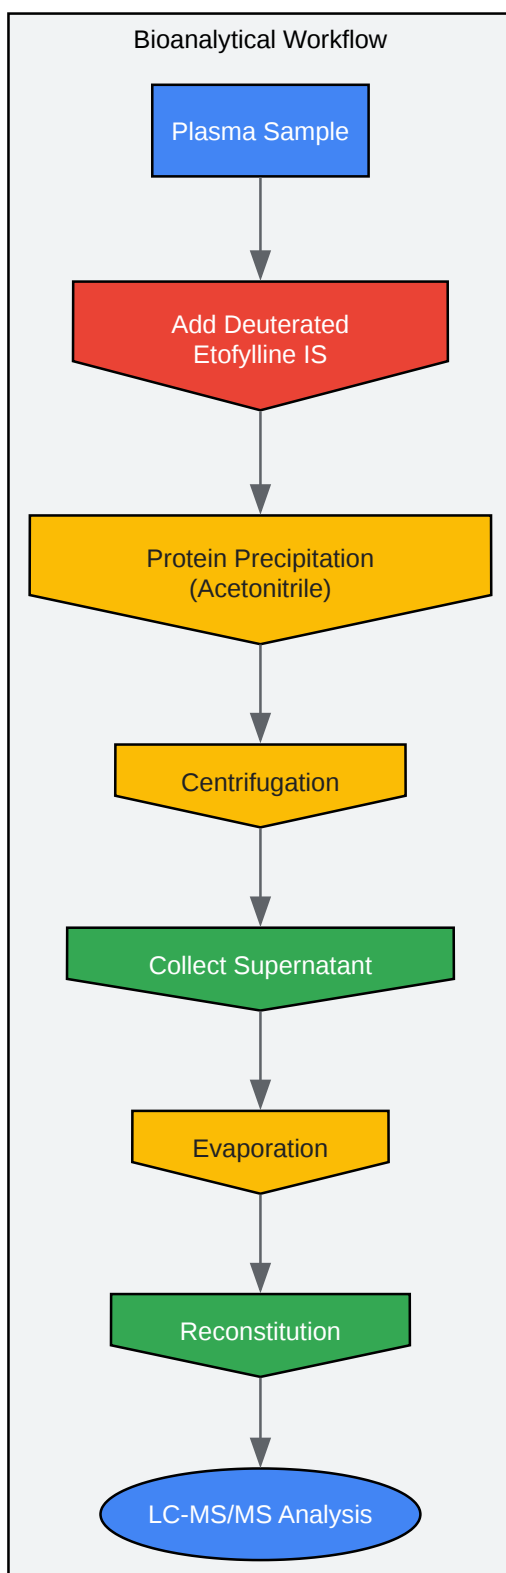 Bioanalytical Workflow
Plasma Sample
Add Deuterated
Etofylline IS
Protein Precipitation
(Acetonitrile)
Centrifugation
Collect Supernatant
Evaporation
Reconstitution
LC-MS/MS Analysis